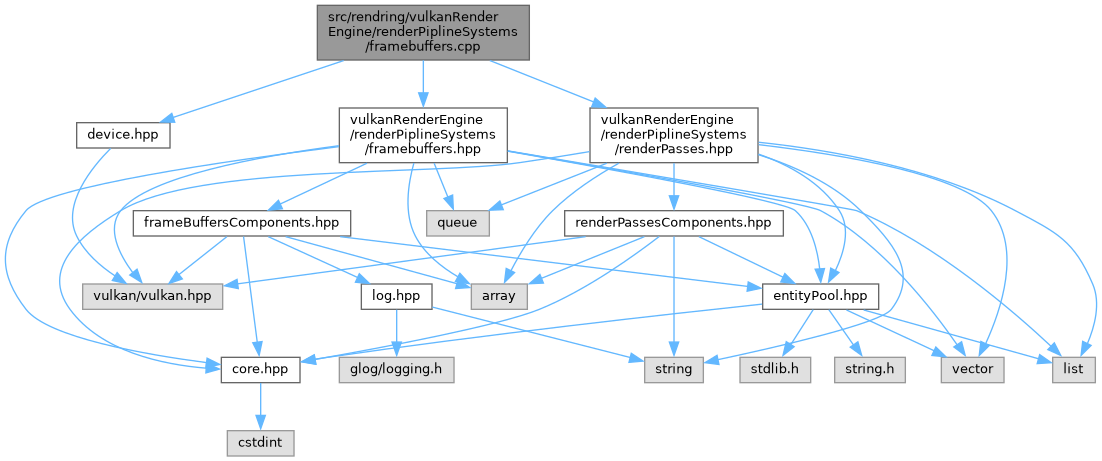 src/rendring/vulkanRender
Engine/renderPiplineSystems
/framebuffers.cpp
device.hpp
vulkanRenderEngine
/renderPiplineSystems
/framebuffers.hpp
vulkanRenderEngine
/renderPiplineSystems
/renderPasses.hpp
frameBuffersComponents.hpp
queue
renderPassesComponents.hpp
vulkan/vulkan.hpp
log.hpp
array
entityPool.hpp
core.hpp
glog/logging.h
string
stdlib.h
string.h
vector
list
cstdint